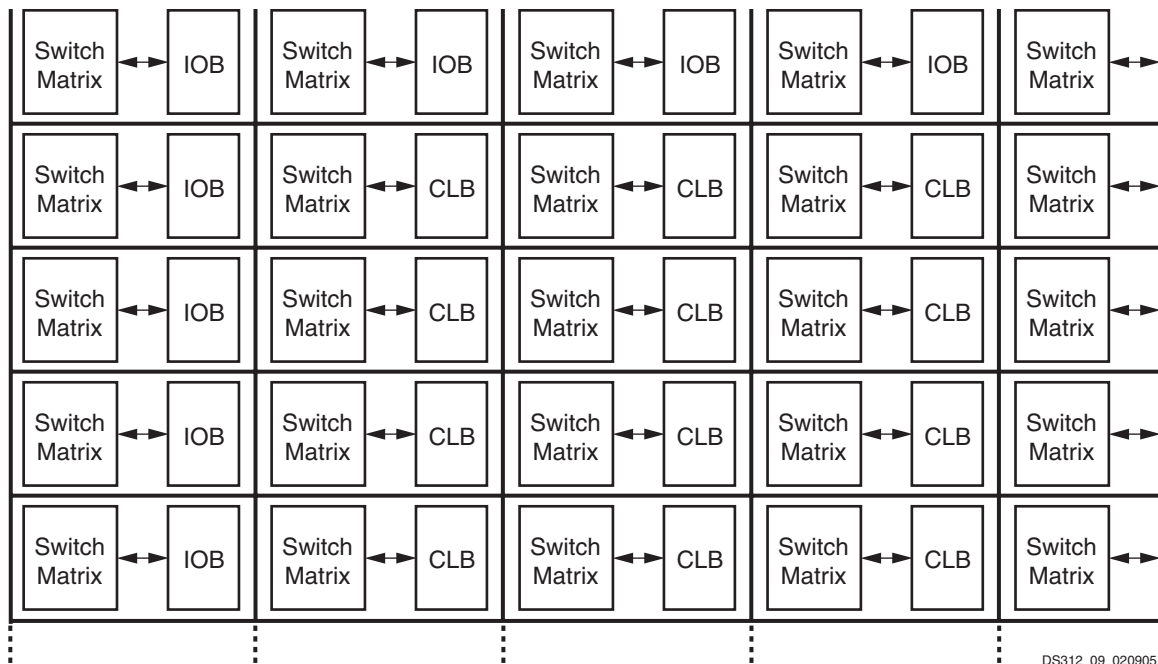 Switch
Matrix
IOB
Switch
Matrix
IOB
Switch
Matrix
IOB
Switch
Matrix
IOB
Switch
Matrix
Switch
Matrix
IOB
Switch
Matrix
CLB
Switch
Matrix
CLB
Switch
Matrix
CLB
Switch
Matrix
Switch
Matrix
IOB
Switch
Matrix
CLB
Switch
Matrix
CLB
Switch
Matrix
CLB
Switch
Matrix
Switch
Matrix
IOB
Switch
Matrix
CLB
Switch
Matrix
CLB
Switch
Matrix
CLB
Switch
Matrix
Switch
Matrix
IOB
Switch
Matrix
CLB
Switch
Matrix
CLB
Switch
Matrix
CLB
Switch
Matrix
DS312_09_020905